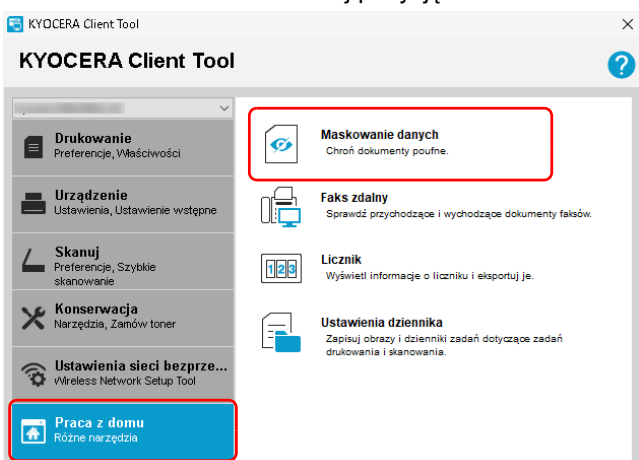 KYOCERA Client Tool
KYOCERA Client Tool
Drukowanie
Preferencje, Właściwości
Urządzenie
Ustawienia, Ustawienie wstępne
Skanuj
Preferencje, Szybkie
skanowanie
Konserwacja
Narzędzia, Zamów toner
Ustawienia sieci bezprze...
Wireless Network Setup Tool
Praca z domu
Różne narzędzia
Maskowanie danych
Chroń dokumenty poufne.
Faks zdalny
Sprawdź przychodzące i wychodzące dokumenty faksów.
123
Licznik
Wyświetl informacje o liczniku i eksportuj je.
Ustawienia dziennika
Zapisuj obrazy i dzienniki zadań dotyczące zadań
drukowania i skanowania.